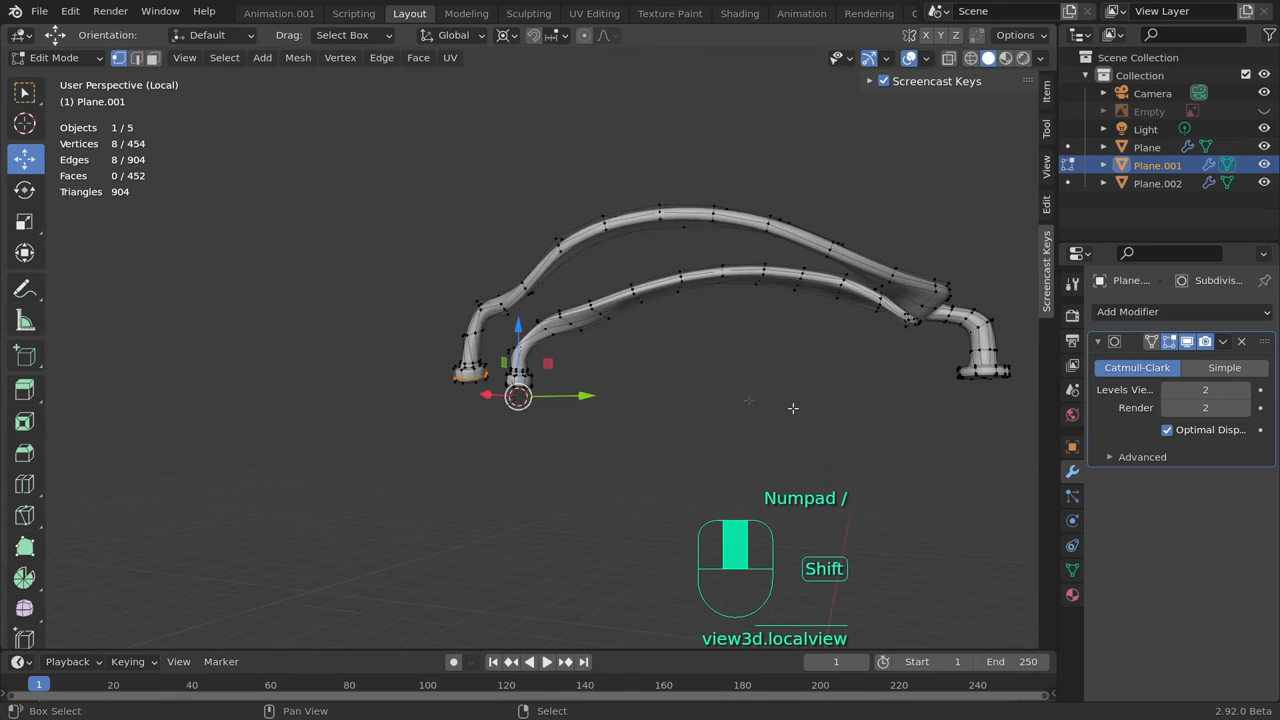 File Edit Render Window Help Animation.001 Scripting Layout Modeling Sculpting UV Editing Texture Paint Shading Animation Rendering Scene View Layer
Orientation: Default Drag: Select Box Global X Y Z Options
Edit Mode View Select Add Mesh Vertex Edge Face UV
User Perspective (Local)
(1) Plane.001
Objects 1 / 5
Vertices 8 / 454
Edges 8 / 904
Faces 0 / 452
Triangles 904
Screencast Keys
Item
Tool
View
Edit
Screencast Keys
Scene Collection
Collection
Camera
Empty
Light
Plane
Plane.001
Plane.002
Plane.... Subdivis...
Add Modifier
Catmull-Clark Simple
Levels Vie... 2
Render 2
Optimal Disp...
Advanced
Numpad /
Shift
view3d.localview
Playback Keying View Marker 1 Start 1 End 250
1 20 40 60 80 100 120 140 160 180 200 220 240
Box Select Pan View Select 2.92.0 Beta